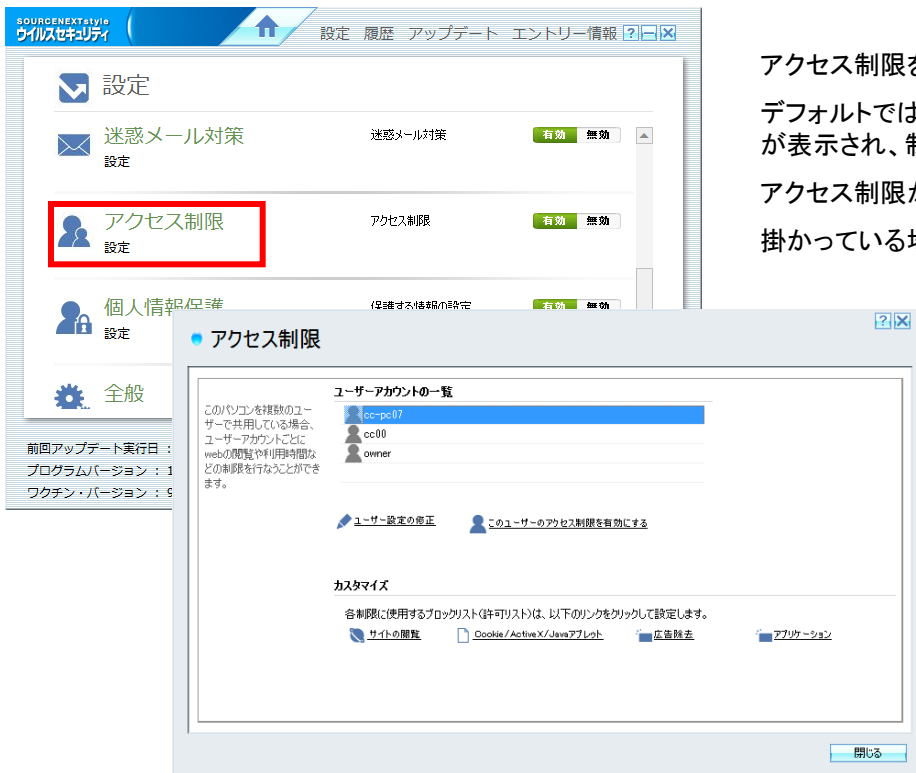 SOURCENEXTstyle
ウイルスセキュリティ
設定 履歴 アップデート エントリー情報 ? — X
設定
迷惑メール対策 迷惑メール対策 有効 無効
設定
アクセス制限 アクセス制限 有効 無効
設定
個人情報保護 保護する情報の設定 有効 無効
設定
全般
前回アップデート実行日 :
プログラムバージョン : 1
ワクチン・バージョン : 9
アクセス制限
デフォルトでは
が表示され、
アクセス制限
掛かっている
アクセス制限
? X
このパソコンを複数のユー
ザーで共用している場合、
ユーザーアカウントごとに
webの閲覧や利用時間な
どの制限を行なうことができ
ます。
ユーザーアカウントの一覧
cc-pc07
cc00
owner
ユーザー設定の修正 このユーザーのアクセス制限を有効にする
カスタマイズ
各制限に使用するブロックリスト(許可リスト)は、以下のリンクをクリックして設定します。
サイトの閲覧 Cookie/ActiveX/Javaアプレット 広告除去 アプリケーション
閉じる